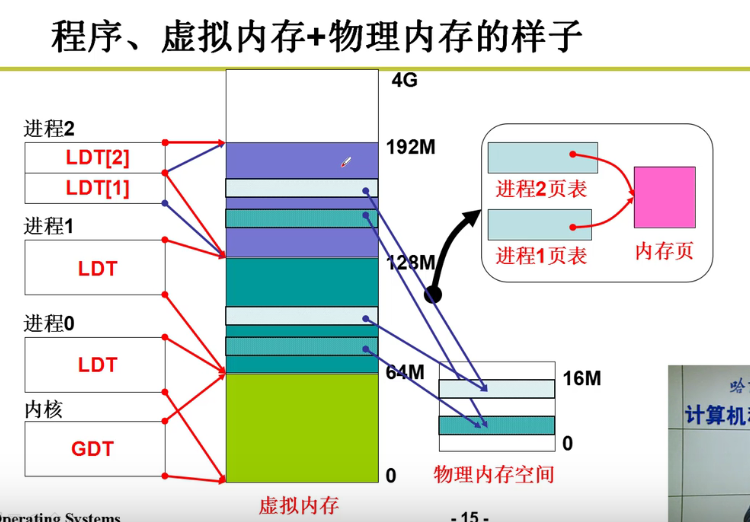 程序、虚拟内存+物理内存的样子
4G
进程2
LDT[2]
LDT[1]
192M
进程2页表
进程1页表
内存页
进程1
LDT
128M
进程0
LDT
64M
内核
GDT
0
虚拟内存
16M
0
物理内存空间
计算机
Operating Systems
- 15 -